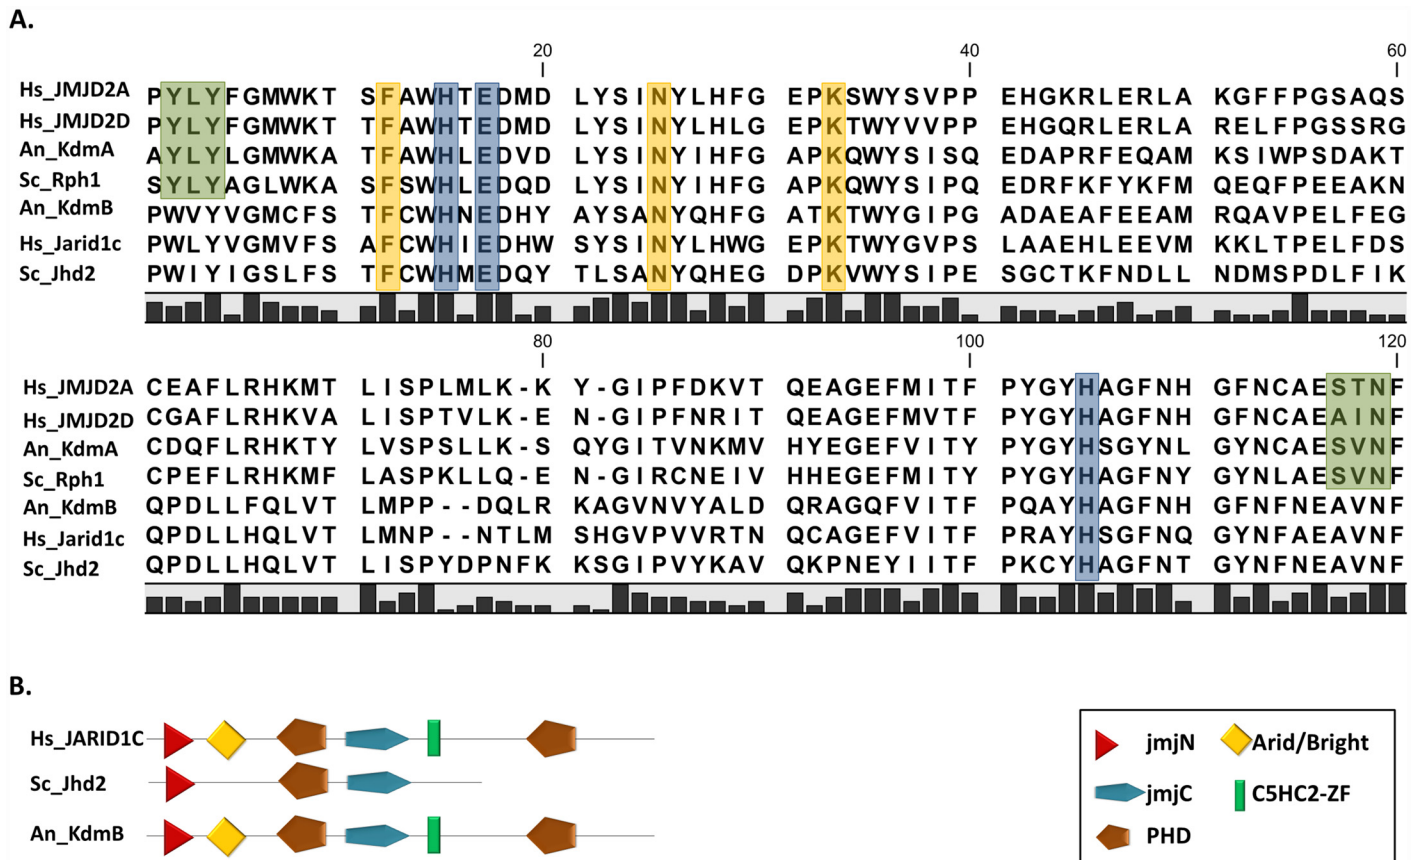 A.
20 40 60
Hs_JMJD2A PYLYFGMWKT SFAWHTEDMD LYSINYLHFG EPKSWYSVPP EHGKRLERLA KGFFPGSAQS
Hs_JMJD2D PYLYFGMWKT TFAWHTEDMD LYSINYLHLG EPKTWYVVPP EHGQRLERLA RELFPGSSRG
An_KdmA AYLYLGMWKA TFAWHLEDVD LYSINYIHFG APKQWYSISQ EDAPRFEQAM KSIWPSDAKT
Sc_Rph1 SYLYAGLWKA SFSWHLEDQD LYSINYIHFG APKQWYSIPQ EDRFKFYKFM QEQFPEEAKN
An_KdmB PWVYVGMCFS TFCWHNEDHY AYSANYQHFG ATKTWYGIPG ADAEAFEEAM RQAVPELFEG
Hs_Jarid1c PWLYVGMVFS AFCWHIEDHW SYSINYLHWG EPKTWYGVPS LAAEHLEEVM KKLTPELFDS
Sc_Jhd2 PWIYIGSLFS TFCWHMEDQY TLSANYQHEG DPKVWYSIPE SGCTKFNDLL NDMSPDLFIK
80 100 120
Hs_JMJD2A CEAFLRHKMT LISPLMLK-K Y-GIPFDKVT QEAGEFMITF PYGYHAGFNH GFNCAESTNF
Hs_JMJD2D CGAFLRHKVA LISPTVLK-E N-GIPFNRIT QEAGEFMVTF PYGYHAGFNH GFNCAEAINF
An_KdmA CDQFLRHKTY LVSPSLLK-S QYGITVNKMV HYEGEFVITY PYGYHSGYNL GYNCAESVNF
Sc_Rph1 CPEFLRHKMF LASPKLLQ-E N-GIRCNEIV HHEGEFMITY PYGYHAGFNY GYNLAESVNF
An_KdmB QPDLLFQLVT LMPP--DQLR KAGVNVYALD QRAGQFVITF PQAYHAGFNH GFNFNEAVNF
Hs_Jarid1c QPDLLHQLVT LMNP--NTLM SHGVPVVRTN QCAGEFVITF PRAYHSGFNQ GYNFAEAVNF
Sc_Jhd2 QPDLLHQLVT LISPYDPNFK KSGIPVYKAV QKPNEYIITF PKCYHAGFNT GYNFNEAVNF
B.
Hs_JARID1C
Sc_Jhd2
An_KdmB
jmjN Arid/Bright
jmjC C5HC2-ZF
PHD